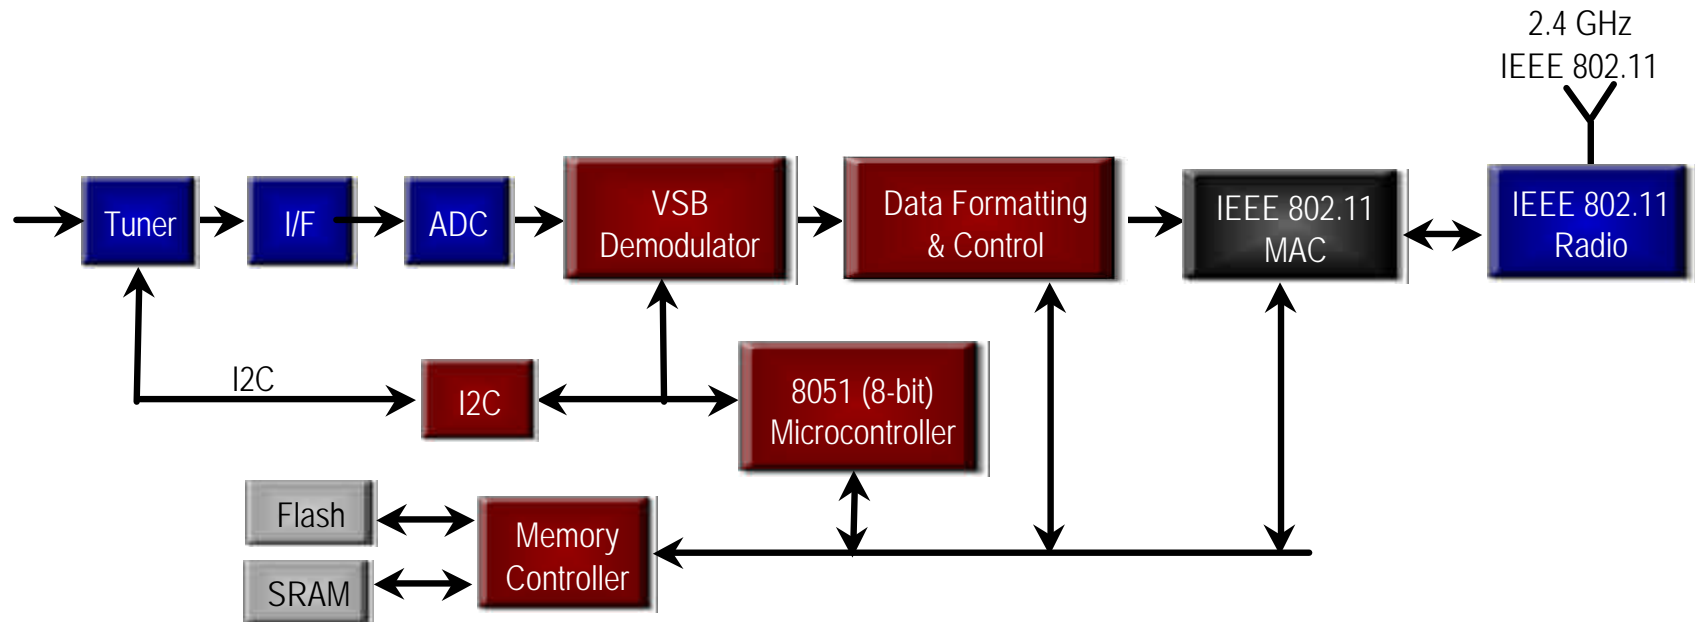 2.4 GHz
IEEE 802.11
Tuner
I/F
ADC
VSB
Demodulator
Data Formatting
& Control
IEEE 802.11
MAC
IEEE 802.11
Radio
I2C
I2C
8051 (8-bit)
Microcontroller
Flash
SRAM
Memory
Controller